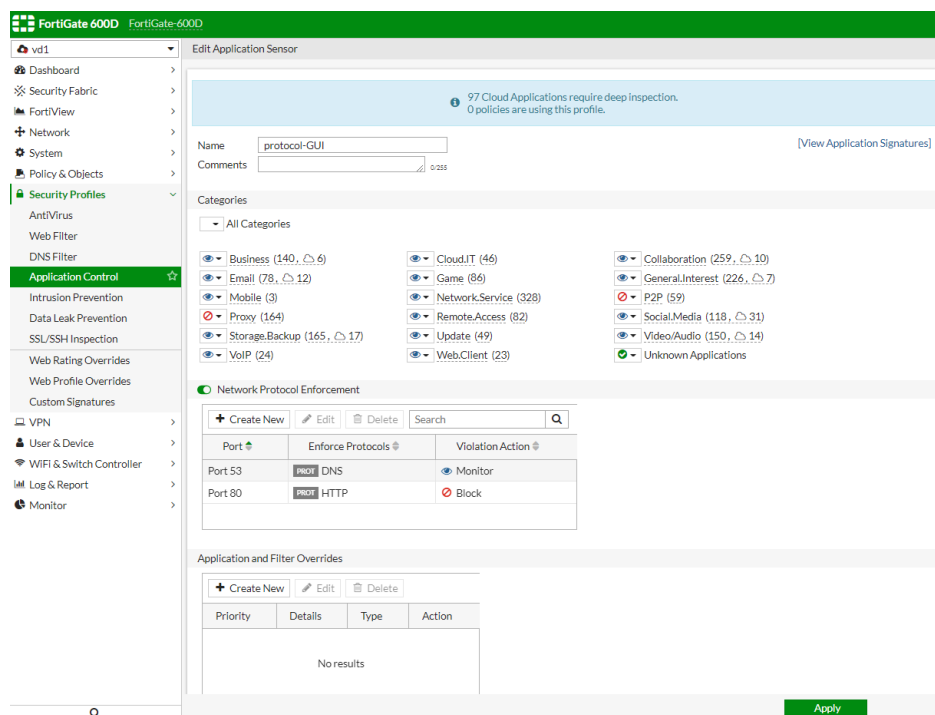 FortiGate 600D FortiGate-600D
vd1
Edit Application Sensor
Dashboard
Security Fabric
FortiView
Network
System
Policy & Objects
Security Profiles
AntiVirus
Web Filter
DNS Filter
Application Control
Intrusion Prevention
Data Leak Prevention
SSL/SSH Inspection
Web Rating Overrides
Web Profile Overrides
Custom Signatures
VPN
User & Device
WiFi & Switch Controller
Log & Report
Monitor
97 Cloud Applications require deep inspection.
0 policies are using this profile.
Name protocol-GUI [View Application Signatures]
Comments 0/255
Categories
All Categories
Business (140, 6) Cloud.IT (46) Collaboration (259, 10)
Email (78, 12) Game (86) General.Interest (226, 7)
Mobile (3) Network.Service (328) P2P (59)
Proxy (164) Remote.Access (82) Social.Media (118, 31)
Storage.Backup (165, 17) Update (49) Video/Audio (150, 14)
VoIP (24) Web.Client (23) Unknown Applications
Network Protocol Enforcement
Create New Edit Delete Search
Port Enforce Protocols Violation Action
Port 53 PROT DNS Monitor
Port 80 PROT HTTP Block
Application and Filter Overrides
Create New Edit Delete
Priority Details Type Action
No results
Apply